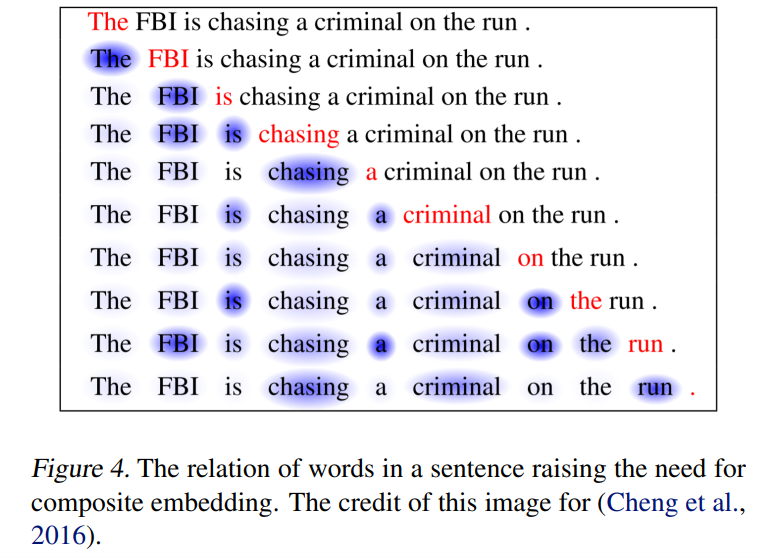 The FBI is chasing a criminal on the run .
The FBI is chasing a criminal on the run .
The FBI is chasing a criminal on the run .
The FBI is chasing a criminal on the run .
The FBI is chasing a criminal on the run .
The FBI is chasing a criminal on the run .
The FBI is chasing a criminal on the run .
The FBI is chasing a criminal on the run .
The FBI is chasing a criminal on the run .
The FBI is chasing a criminal on the run .
Figure 4. The relation of words in a sentence raising the need for
composite embedding. The credit of this image for (Cheng et al.,
2016).